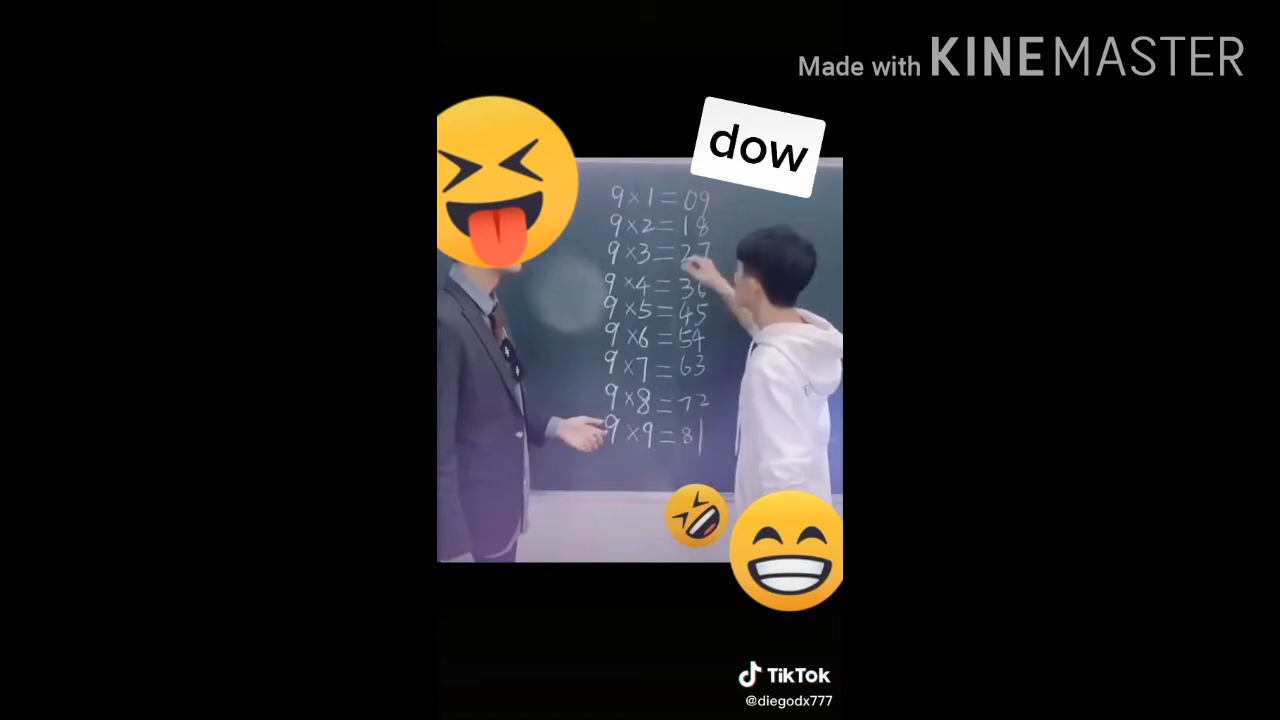 Made with KINEMASTER
dow
9×1=09
9×2=18
9×3=27
9×4=36
9×5=45
9×6=54
9×7=63
9×8=72
9×9=81
TikTok
@diegodx777